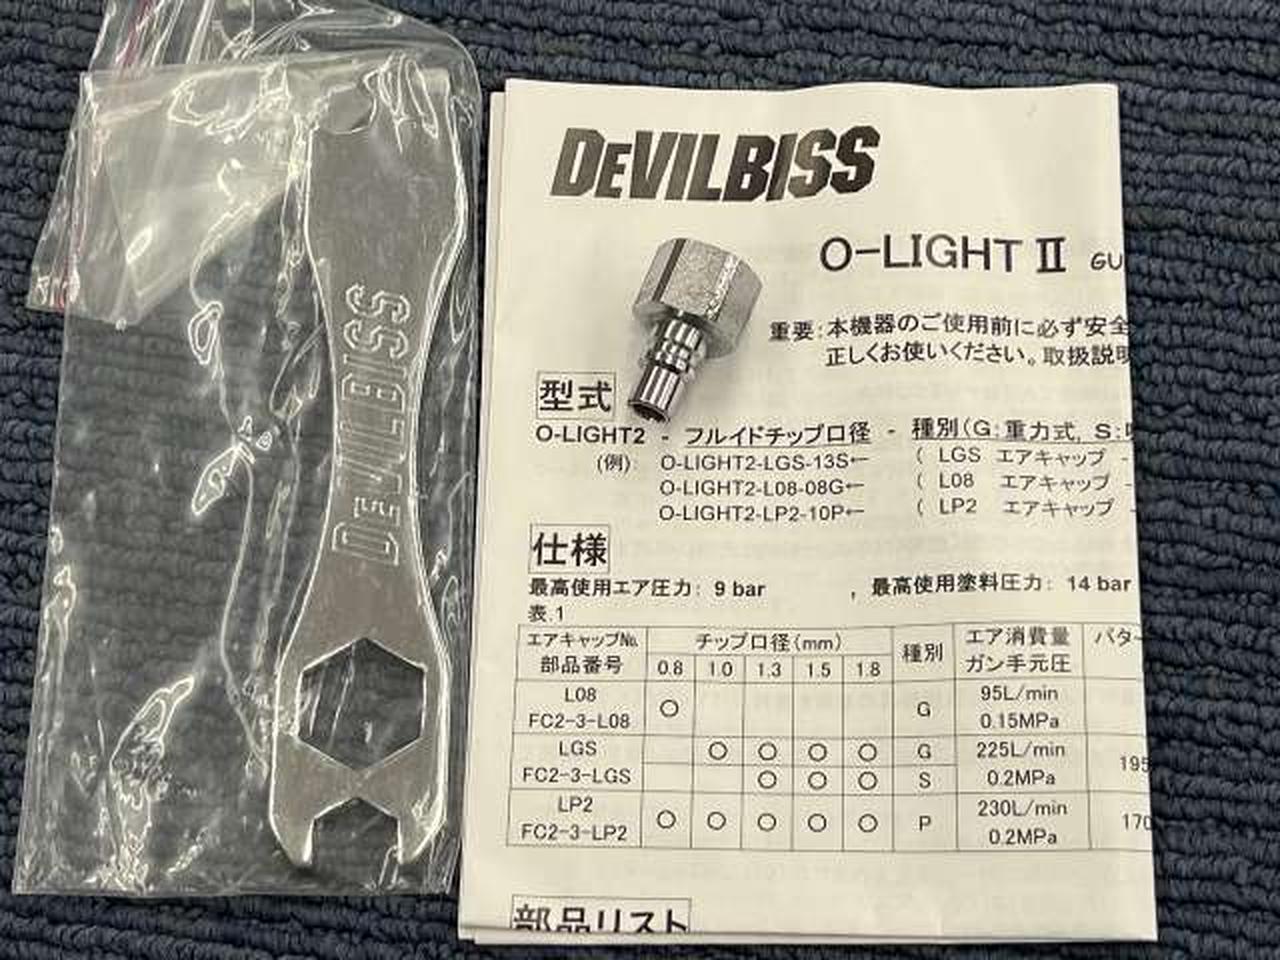 DEVILBISS
DEVILBISS
O-LIGHT II GU
重要:本機器のご使用前に必ず安全
正しくお使いください。取扱説明
型式
O-LIGHT2 - フルイドチップ口径 - 種別(G:重力式, S:
(例): O-LIGHT2-LGS-13S← ( LGS エアキャップ -
O-LIGHT2-L08-08G← ( L08 エアキャップ -
O-LIGHT2-LP2-10P← ( LP2 エアキャップ -
仕様
最高使用エア圧力: 9 bar , 最高使用塗料圧力: 14 bar
表.1
エアキャップ№ チップ口径(mm) 種別 エア消費量 パター
部品番号 0.8 1.0 1.3 1.5 1.8 ガン手元圧
L08 ○ G 95L/min
FC2-3-L08 0.15MPa
LGS ○ ○ ○ ○ G 225L/min 195
FC2-3-LGS ○ ○ ○ S 0.2MPa
LP2 ○ ○ ○ ○ ○ P 230L/min 170
FC2-3-LP2 0.2MPa
部品リスト